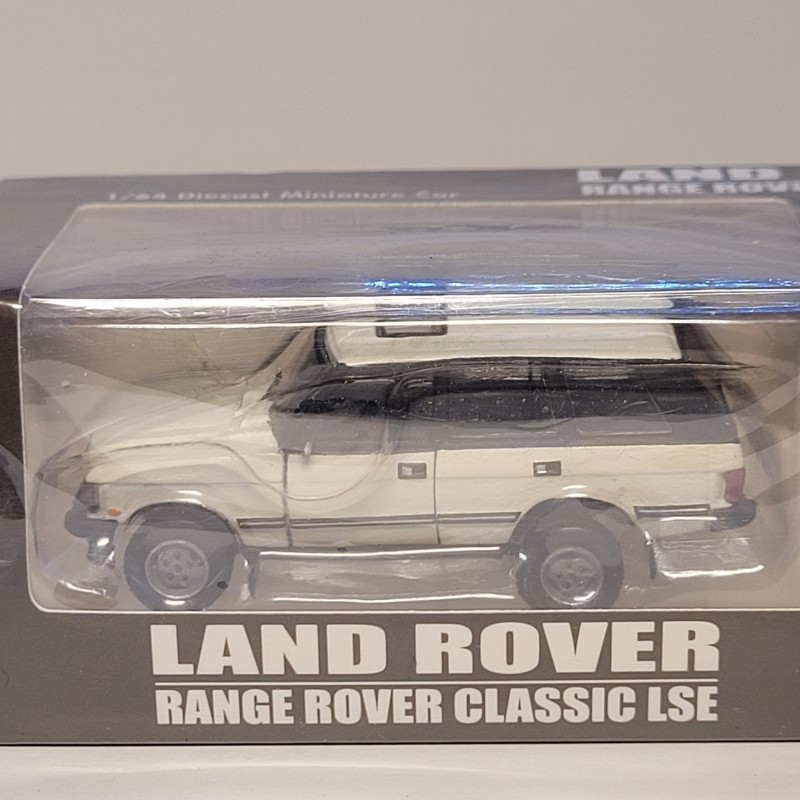 1/64 Diecast Miniature Car
LAND
RANGE ROVE
LAND ROVER
RANGE ROVER CLASSIC LSE